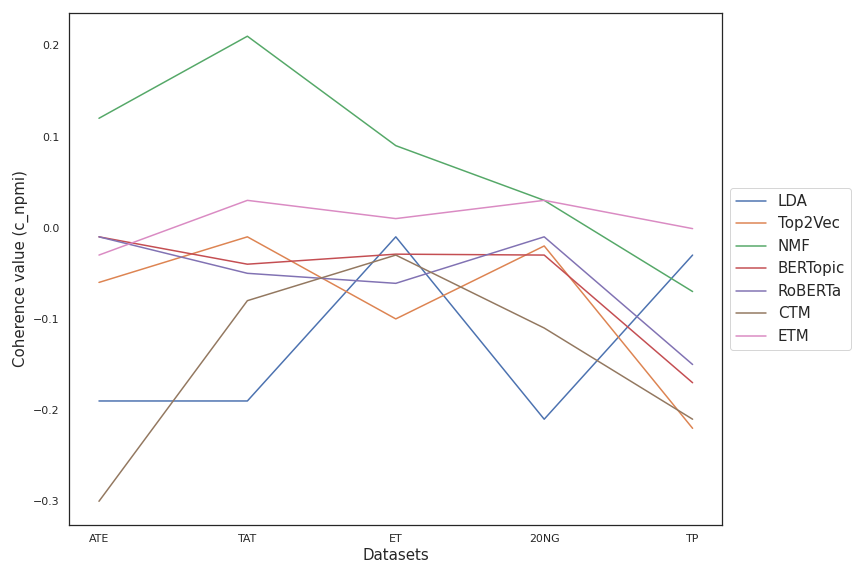 Coherence value (c_npmi)
0.2
0.1
0.0
−0.1
−0.2
−0.3
ATE TAT ET 20NG TP
Datasets
LDA
Top2Vec
NMF
BERTopic
RoBERTa
CTM
ETM